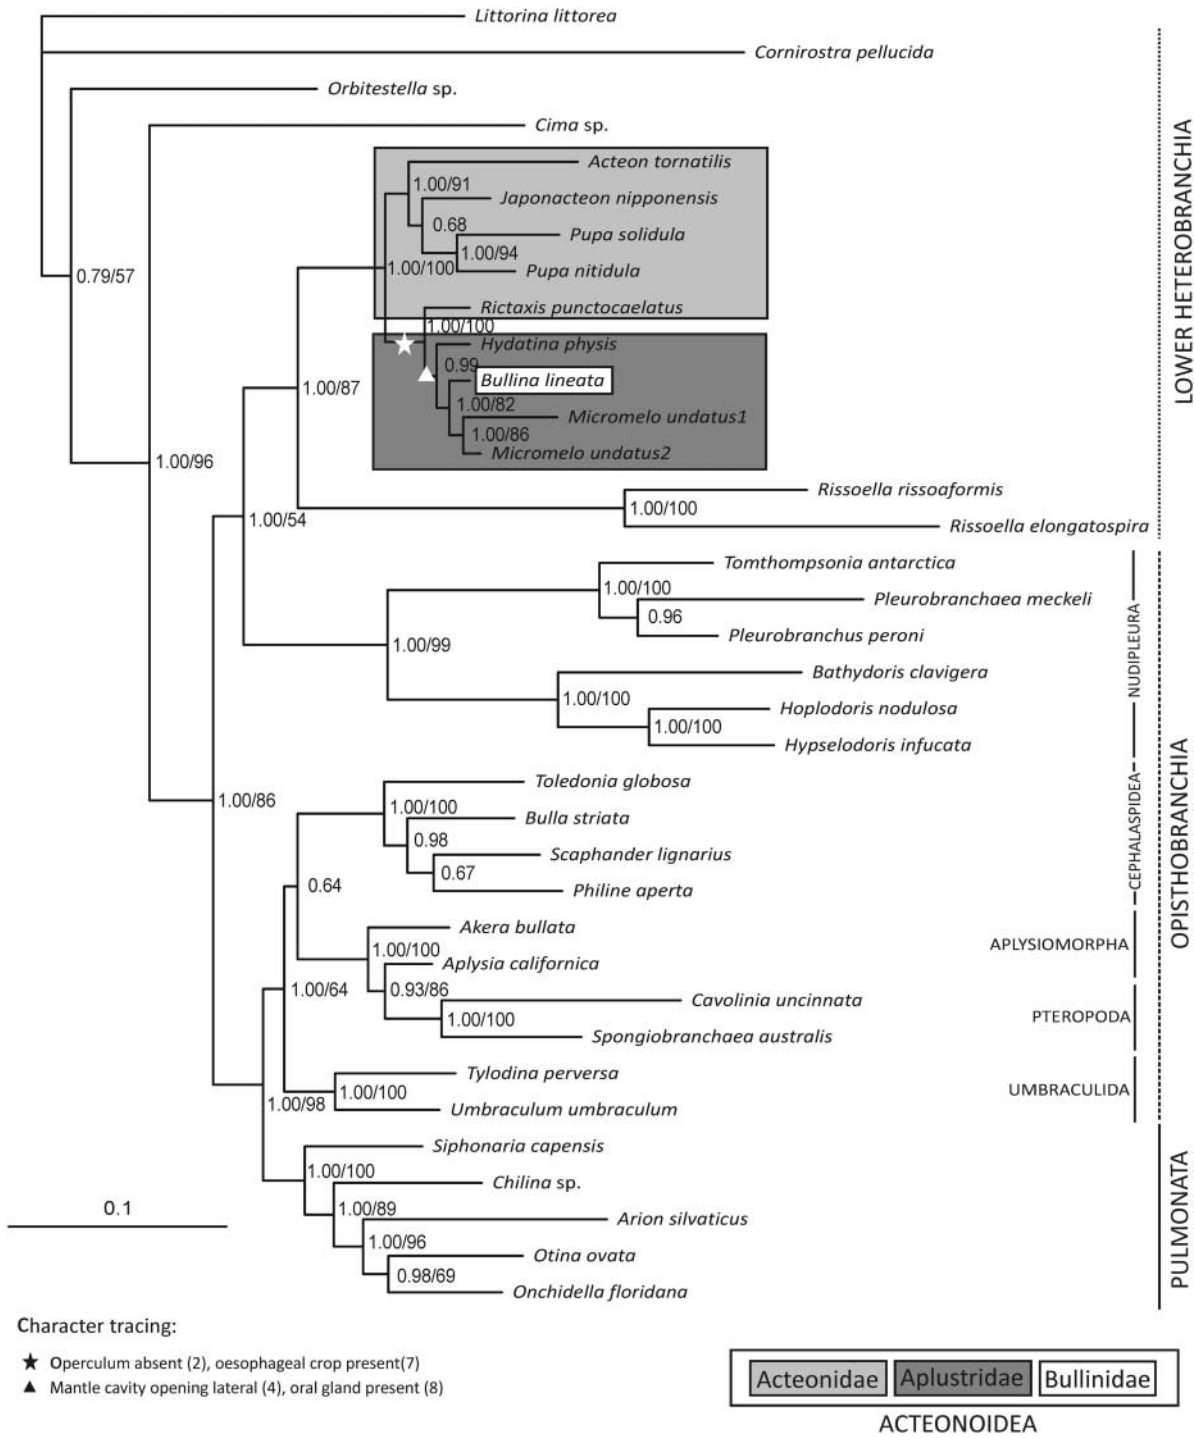 Littorina littorea
Cornirostra pellucida
Orbitestella sp.
Cima sp.
Acteon tornatilis
1.00/91
Japonacteon nipponensis
0.68
Pupa solidula
1.00/94
1.00/100
Pupa nitidula
0.79/57
Rictaxis punctocaelatus
1.00/100
Hydatina physis
0.99
Bullina lineata
1.00/87
1.00/82
Micromelo undatus1
1.00/86
Micromelo undatus2
1.00/96
Rissoella rissoaformis
1.00/100
1.00/54
Rissoella elongatospira
LOWER HETEROBRANCHIA
Tomthompsonia antarctica
1.00/100
Pleurobranchaea meckeli
0.96
Pleurobranchus peroni
1.00/99
Bathydoris clavigera
1.00/100
Hoplodoris nodulosa
1.00/100
Hypselodoris infucata
NUDIPLEURA
Toledonia globosa
1.00/86
1.00/100
Bulla striata
0.98
Scaphander lignarius
0.67
Philine aperta
0.64
CEPHALASPIDEA
OPISTHOBRANCHIA
Akera bullata
1.00/100
APLYSIOMORPHA
Aplysia californica
0.93/86
1.00/64
Cavolinia uncinnata
1.00/100
PTEROPODA
Spongiobranchaea australis
Tylodina perversa
1.00/100
UMBRACULIDA
1.00/98
Umbraculum umbraculum
Siphonaria capensis
1.00/100
Chilina sp.
1.00/89
Arion silvaticus
1.00/96
Otina ovata
0.98/69
Onchidella floridana
PULMONATA
0.1
Character tracing:
Operculum absent (2), oesophageal crop present(7)
Mantle cavity opening lateral (4), oral gland present (8)
Acteonidae Aplustridae Bullinidae
ACTEONOIDEA